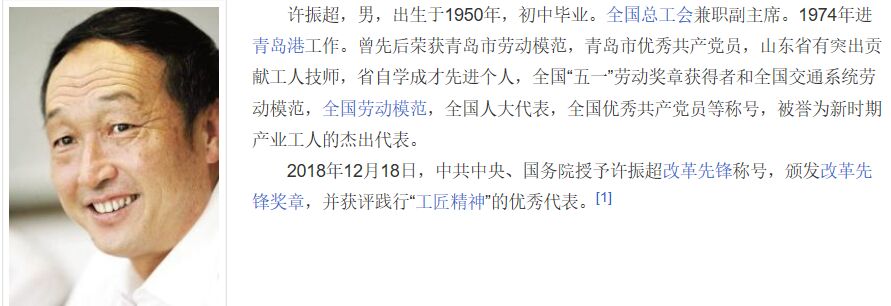 许振超，男，出生于1950年，初中毕业。全国总工会兼职副主席。1974年进
青岛港工作。曾先后荣获青岛市劳动模范，青岛市优秀共产党员，山东省有突出贡
献工人技师，省自学成才先进个人，全国“五一”劳动奖章获得者和全国交通系统劳
动模范，全国劳动模范，全国人大代表，全国优秀共产党员等称号，被誉为新时期
产业工人的杰出代表。
2018年12月18日，中共中央、国务院授予许振超改革先锋称号，颁发改革先
锋奖章，并获评践行“工匠精神”的优秀代表。[1]